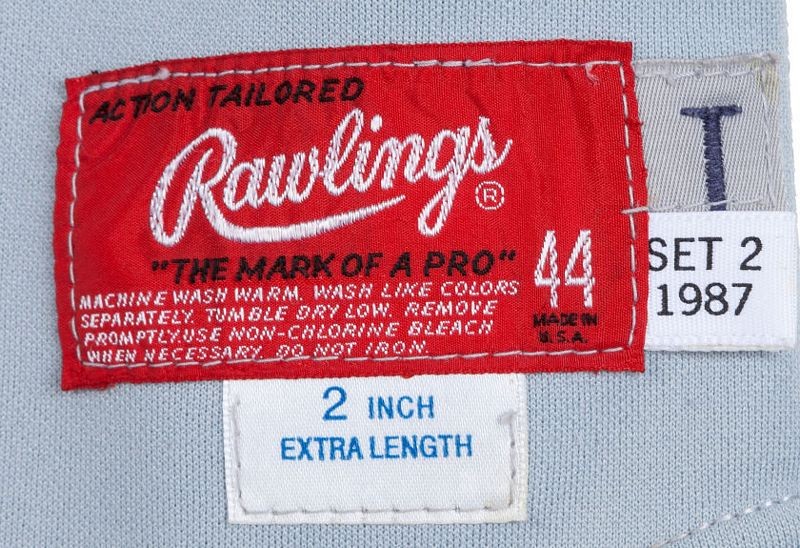 ACTION TAILORED
Rawlings®
"THE MARK OF A PRO"
MACHINE WASH WARM. WASH LIKE COLORS
SEPARATELY. TUMBLE DRY LOW. REMOVE
PROMPTLY.USE NON-CHLORINE BLEACH
WHEN NECESSARY. DO NOT IRON.
44
MADE IN
U.S.A.
T
SET 2
1987
2 INCH
EXTRA LENGTH